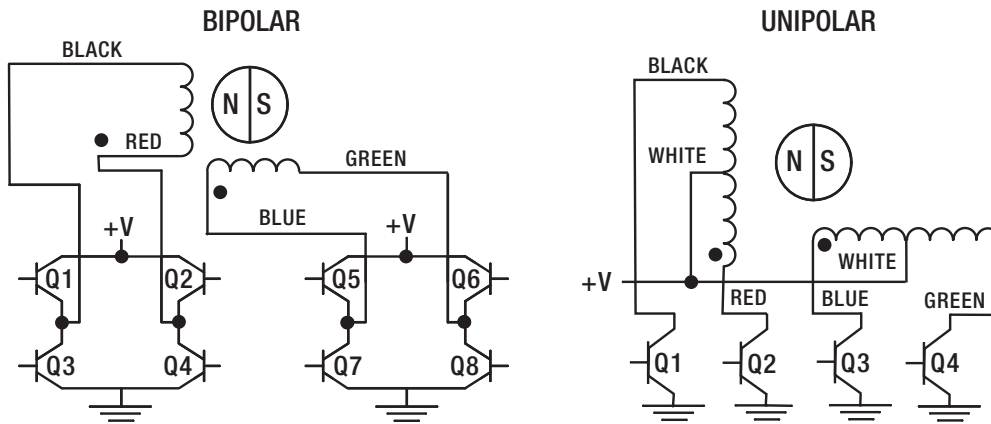 BIPOLAR
BLACK
N S
RED
GREEN
BLUE
+V
+V
Q1
Q2
Q5
Q6
Q3
Q4
Q7
Q8
UNIPOLAR
BLACK
WHITE
N S
WHITE
+V
RED
BLUE
GREEN
Q1
Q2
Q3
Q4